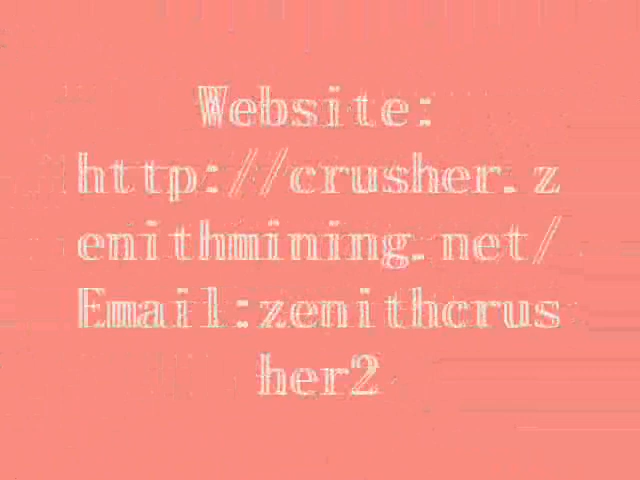 Website:
http://crusher.z
enithmining.net/
Email:zenithcrus
her2